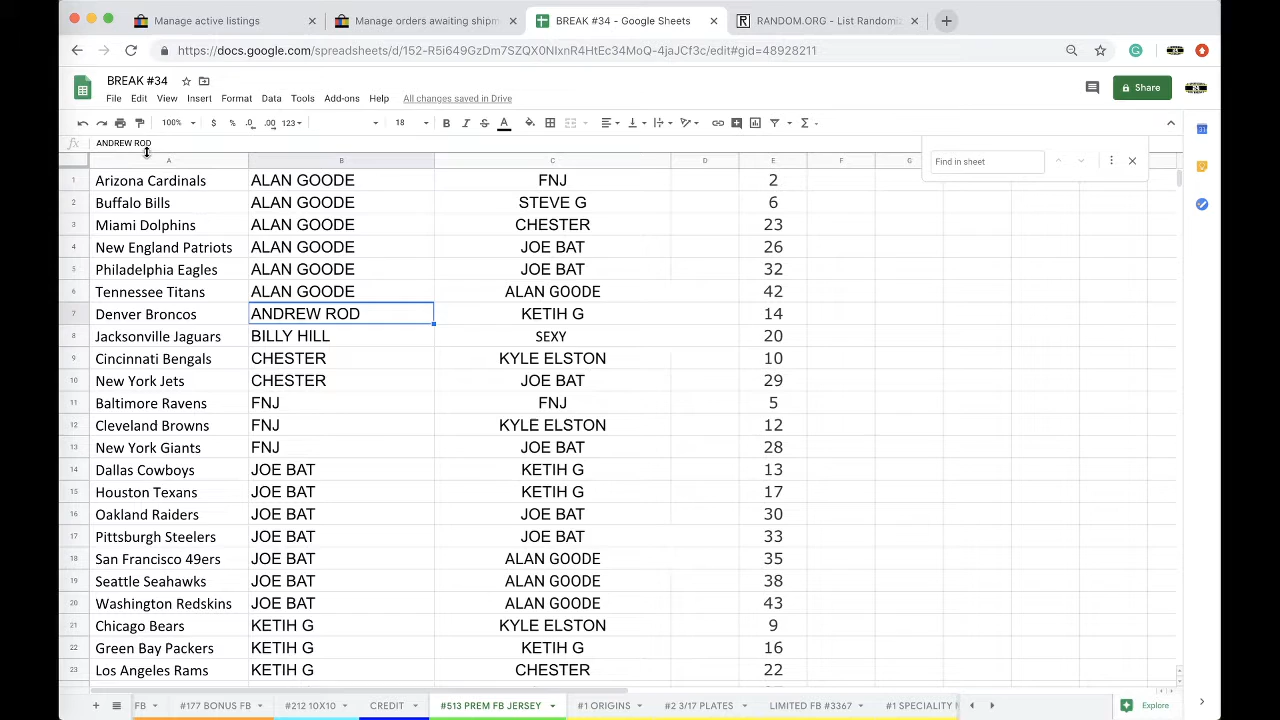 Manage active listings
Manage orders awaiting shipm
BREAK #34 - Google Sheets
RANDOM.ORG - List Randomiz
https://docs.google.com/spreadsheets/d/152-R5i649GzDm7SZQX0NIxnR4HtEc34MoQ-4jaJCf3c/edit#gid=48928211
BREAK #34
File Edit View Insert Format Data Tools Add-ons Help All changes saved in Drive
Share
100% $ % .0 .00 123 18 B I S A
fx ANDREW ROD
Find in sheet
A B C D E F G
1 Arizona Cardinals ALAN GOODE FNJ 2
2 Buffalo Bills ALAN GOODE STEVE G 6
3 Miami Dolphins ALAN GOODE CHESTER 23
4 New England Patriots ALAN GOODE JOE BAT 26
5 Philadelphia Eagles ALAN GOODE JOE BAT 32
6 Tennessee Titans ALAN GOODE ALAN GOODE 42
7 Denver Broncos ANDREW ROD KETIH G 14
8 Jacksonville Jaguars BILLY HILL SEXY 20
9 Cincinnati Bengals CHESTER KYLE ELSTON 10
10 New York Jets CHESTER JOE BAT 29
11 Baltimore Ravens FNJ FNJ 5
12 Cleveland Browns FNJ KYLE ELSTON 12
13 New York Giants FNJ JOE BAT 28
14 Dallas Cowboys JOE BAT KETIH G 13
15 Houston Texans JOE BAT KETIH G 17
16 Oakland Raiders JOE BAT JOE BAT 30
17 Pittsburgh Steelers JOE BAT JOE BAT 33
18 San Francisco 49ers JOE BAT ALAN GOODE 35
19 Seattle Seahawks JOE BAT ALAN GOODE 38
20 Washington Redskins JOE BAT ALAN GOODE 43
21 Chicago Bears KETIH G KYLE ELSTON 9
22 Green Bay Packers KETIH G KETIH G 16
23 Los Angeles Rams KETIH G CHESTER 22
FB #177 BONUS FB #212 10X10 CREDIT #513 PREM FB JERSEY #1 ORIGINS #2 3/17 PLATES LIMITED FB #3367 #1 SPECIALITY Explore